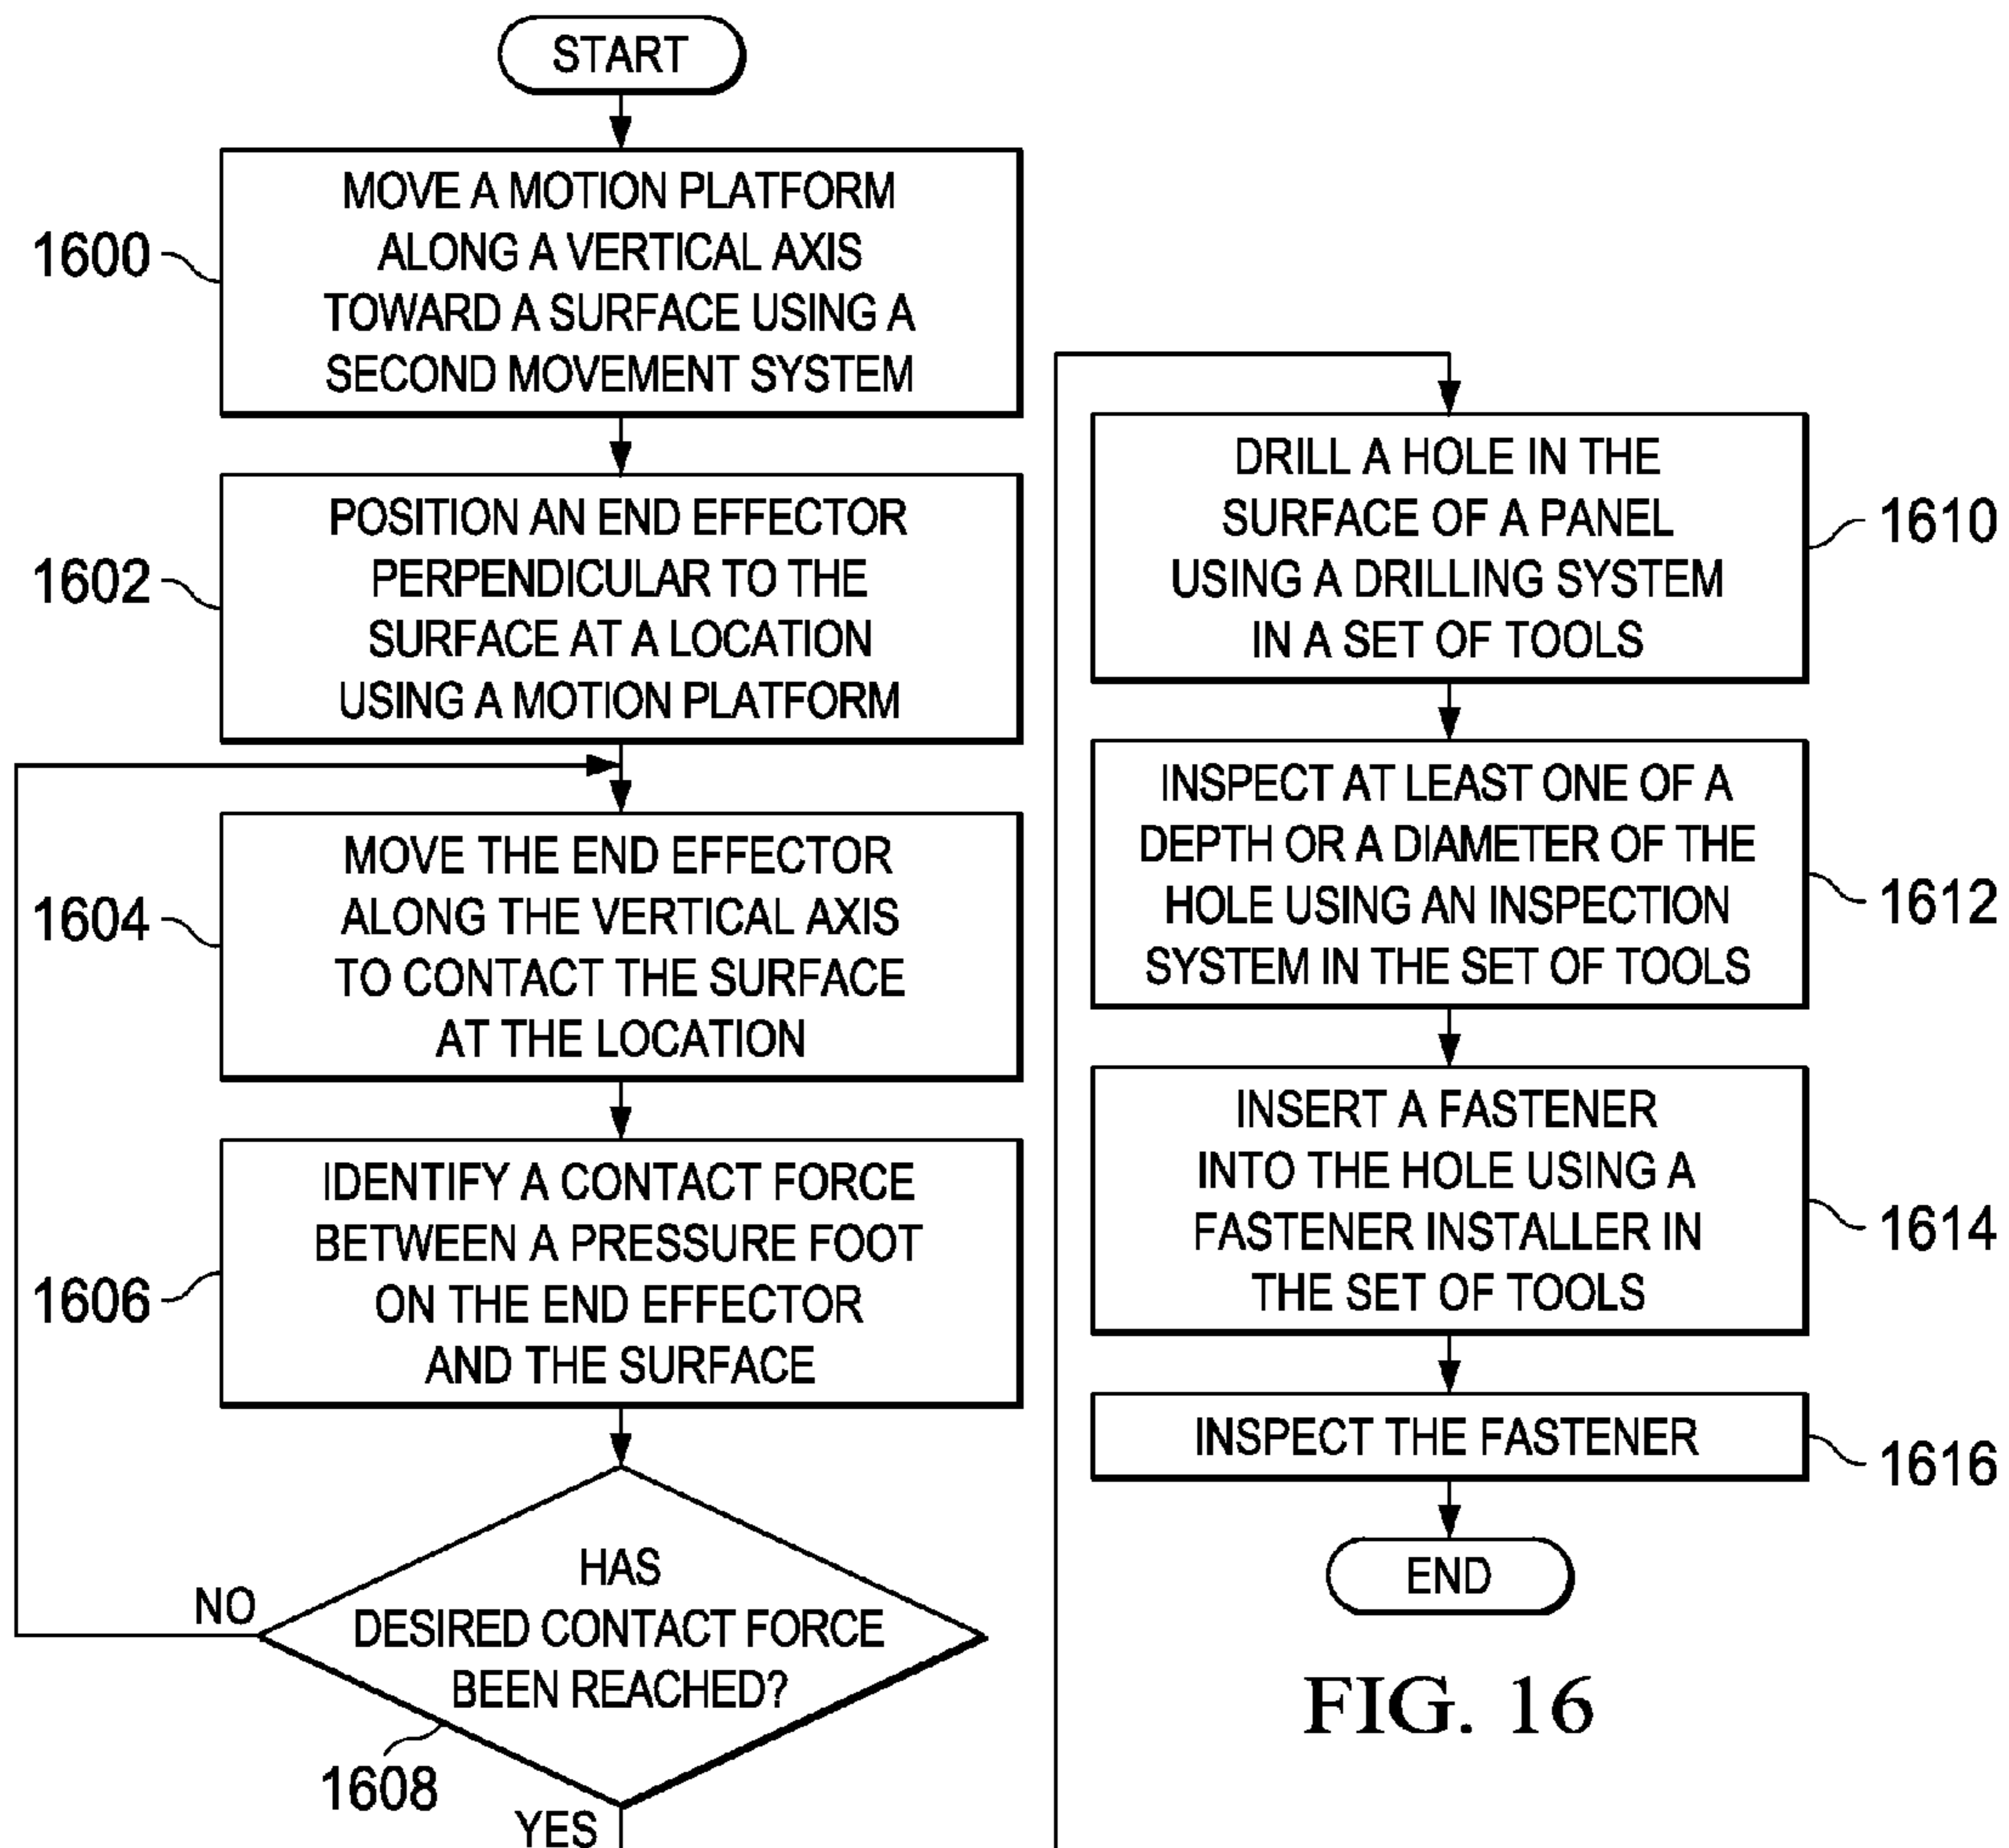 START
1600
MOVE A MOTION PLATFORM
ALONG A VERTICAL AXIS
TOWARD A SURFACE USING A
SECOND MOVEMENT SYSTEM
1602
POSITION AN END EFFECTOR
PERPENDICULAR TO THE
SURFACE AT A LOCATION
USING A MOTION PLATFORM
1604
MOVE THE END EFFECTOR
ALONG THE VERTICAL AXIS
TO CONTACT THE SURFACE
AT THE LOCATION
1606
IDENTIFY A CONTACT FORCE
BETWEEN A PRESSURE FOOT
ON THE END EFFECTOR
AND THE SURFACE
HAS
DESIRED CONTACT FORCE
BEEN REACHED?
NO
1608
YES
DRILL A HOLE IN THE
SURFACE OF A PANEL
USING A DRILLING SYSTEM
IN A SET OF TOOLS
1610
INSPECT AT LEAST ONE OF A
DEPTH OR A DIAMETER OF THE
HOLE USING AN INSPECTION
SYSTEM IN THE SET OF TOOLS
1612
INSERT A FASTENER
INTO THE HOLE USING A
FASTENER INSTALLER IN
THE SET OF TOOLS
1614
INSPECT THE FASTENER
1616
END
FIG. 16